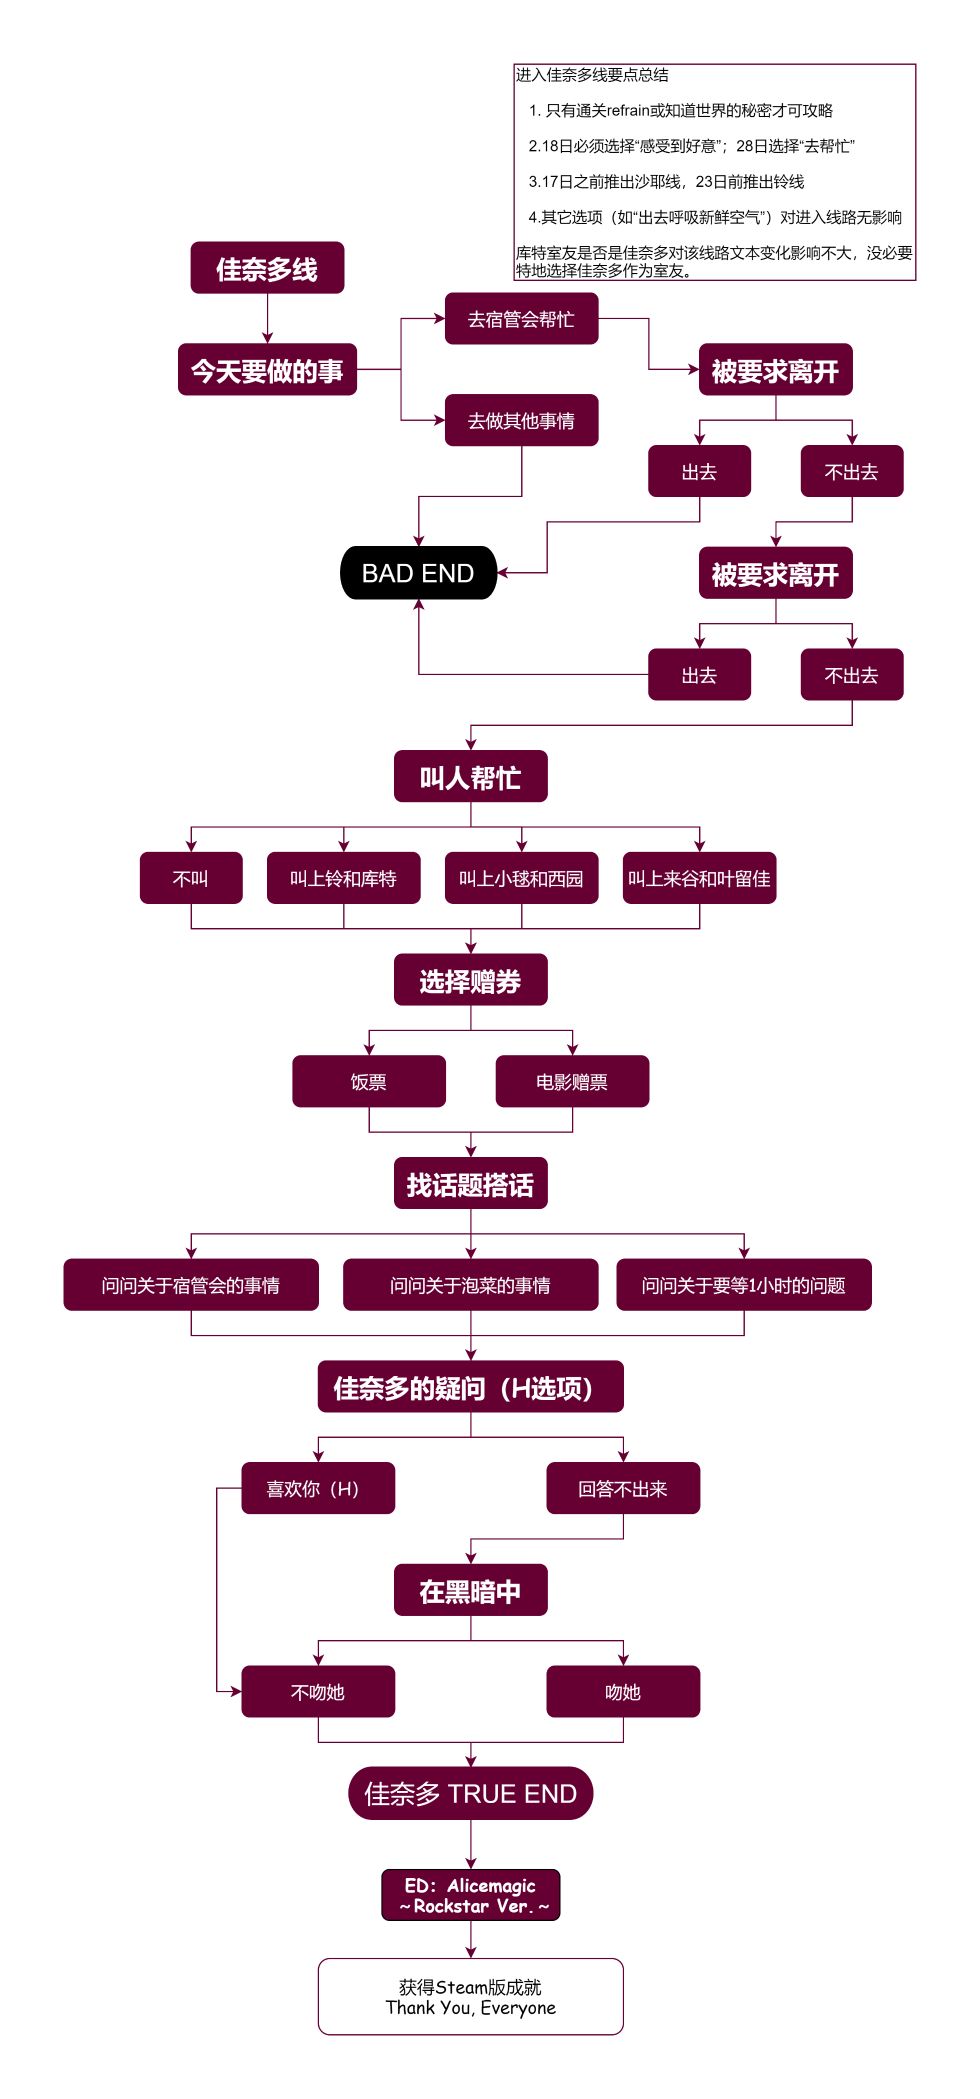 进入佳奈多线要点总结
1. 只有通关refrain或知道世界的秘密才可攻略
2.18日必须选择“感受到好意”；28日选择“去帮忙”
3.17日之前推出沙耶线，23日前推出铃线
4.其它选项（如“出去呼吸新鲜空气”）对进入线路无影响
库特室友是否是佳奈多对该线路文本变化影响不大，没必要
特地选择佳奈多作为室友。
佳奈多线
今天要做的事
去宿管会帮忙
去做其他事情
被要求离开
出去
不出去
BAD END
被要求离开
出去
不出去
叫人帮忙
不叫
叫上铃和库特
叫上小毬和西园
叫上来谷和叶留佳
选择赠券
饭票
电影赠票
找话题搭话
问问关于宿管会的事情
问问关于泡菜的事情
问问关于要等1小时的问题
佳奈多的疑问（H选项）
喜欢你（H）
回答不出来
在黑暗中
不吻她
吻她
佳奈多 TRUE END
ED：Alicemagic
～Rockstar Ver.～
获得Steam版成就
Thank You, Everyone